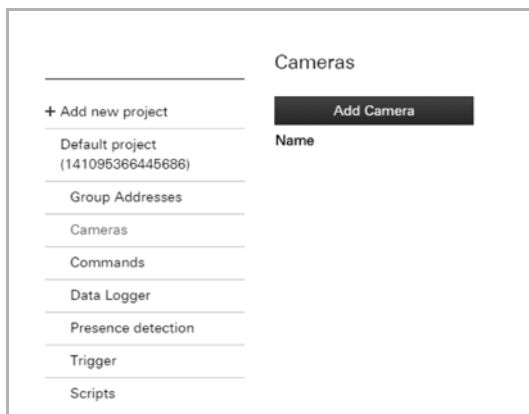 Cameras
+ Add new project
Add Camera
Default project
(141095366445686)
Name
Group Addresses
Cameras
Commands
Data Logger
Presence detection
Trigger
Scripts